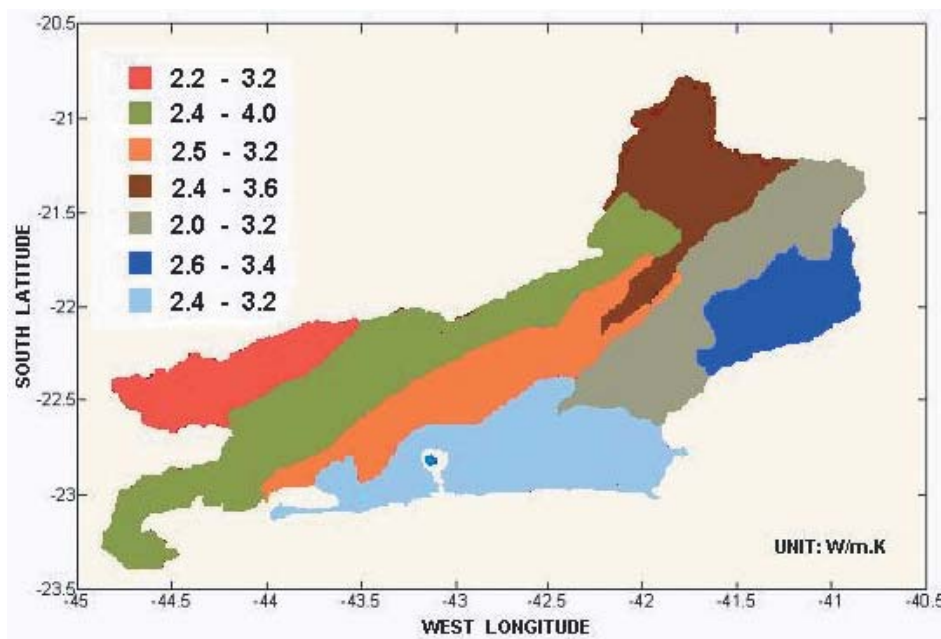 -20.5
-21
-21.5
-22
-22.5
-23
-23.5
SOUTH LATITUDE
2.2 - 3.2
2.4 - 4.0
2.5 - 3.2
2.4 - 3.6
2.0 - 3.2
2.6 - 3.4
2.4 - 3.2
UNIT: W/m.K
-45 -44.5 -44 -43.5 -43 -42.5 -42 -41.5 -41 -40.5
WEST LONGITUDE